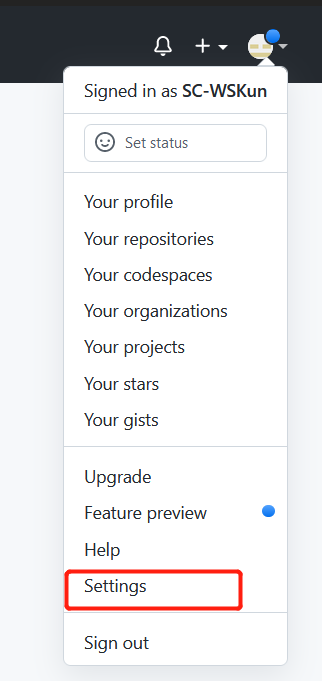 Signed in as SC-WSKun
Set status
Your profile
Your repositories
Your codespaces
Your organizations
Your projects
Your stars
Your gists
Upgrade
Feature preview
Help
Settings
Sign out